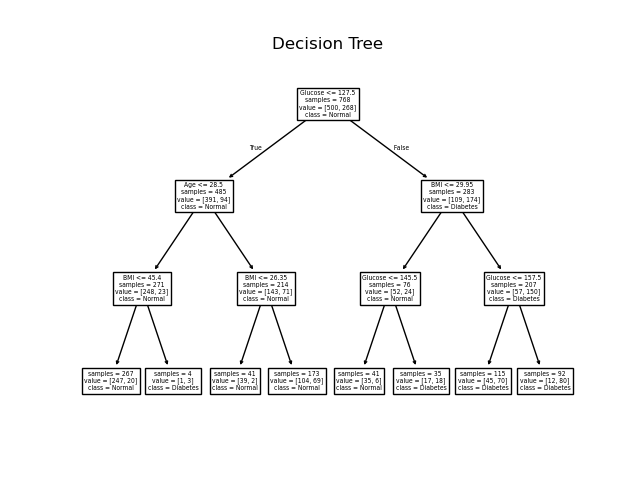 Decision Tree
Glucose <= 127.5
samples = 768
value = [500, 268]
class = Normal
True
False
Age <= 28.5
samples = 485
value = [391, 94]
class = Normal
BMI <= 29.95
samples = 283
value = [109, 174]
class = Diabetes
BMI <= 45.4
samples = 271
value = [248, 23]
class = Normal
BMI <= 26.35
samples = 214
value = [143, 71]
class = Normal
Glucose <= 145.5
samples = 76
value = [52, 24]
class = Normal
Glucose <= 157.5
samples = 207
value = [57, 150]
class = Diabetes
samples = 267
value = [247, 20]
class = Normal
samples = 4
value = [1, 3]
class = Diabetes
samples = 41
value = [39, 2]
class = Normal
samples = 173
value = [104, 69]
class = Normal
samples = 41
value = [35, 6]
class = Normal
samples = 35
value = [17, 18]
class = Diabetes
samples = 115
value = [45, 70]
class = Diabetes
samples = 92
value = [12, 80]
class = Diabetes